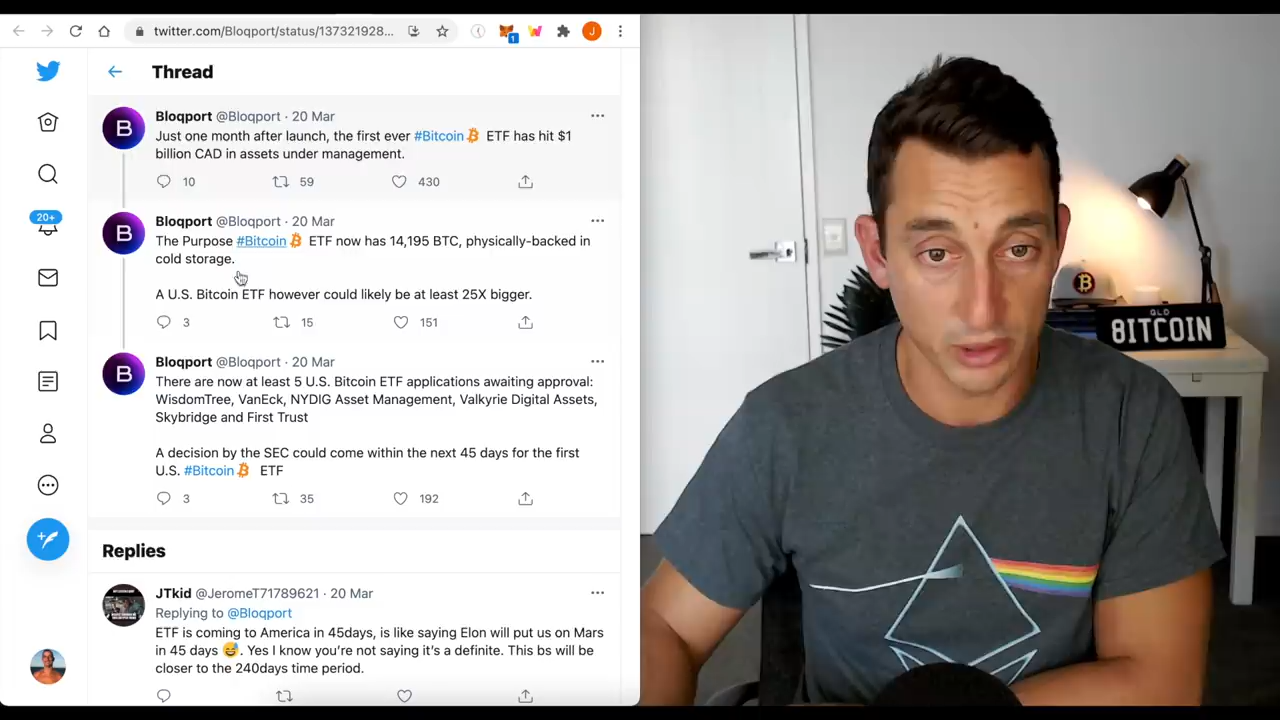 twitter.com/Bloqport/status/137321928...
1
J
Thread
B
Bloqport @Bloqport · 20 Mar
Just one month after launch, the first ever #Bitcoin ETF has hit $1
billion CAD in assets under management.
10 59 430
B
Bloqport @Bloqport · 20 Mar
The Purpose #Bitcoin ETF now has 14,195 BTC, physically-backed in
cold storage.
A U.S. Bitcoin ETF however could likely be at least 25X bigger.
3 15 151
B
Bloqport @Bloqport · 20 Mar
There are now at least 5 U.S. Bitcoin ETF applications awaiting approval:
WisdomTree, VanEck, NYDIG Asset Management, Valkyrie Digital Assets,
Skybridge and First Trust
A decision by the SEC could come within the next 45 days for the first
U.S. #Bitcoin ETF
3 35 192
Replies
JTkid @JeromeT71789621 · 20 Mar
Replying to @Bloqport
ETF is coming to America in 45days, is like saying Elon will put us on Mars
in 45 days 😅. Yes I know you're not saying it's a definite. This bs will be
closer to the 240days time period.
20+
QLD
8ITCOIN